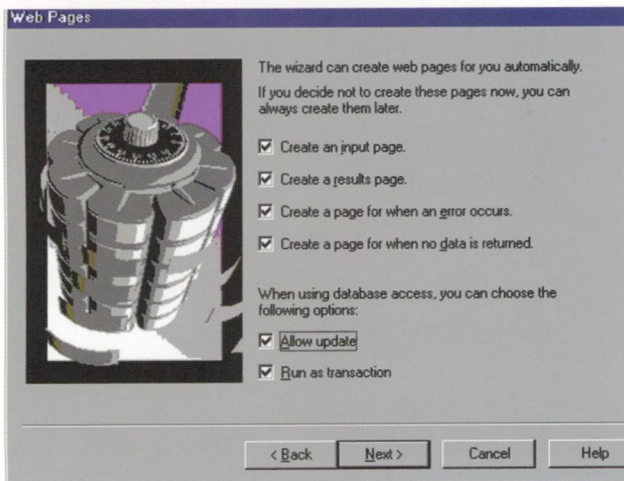 Web Pages
The wizard can create web pages for you automatically.
If you decide not to create these pages now, you can
always create them later.
Create an input page.
Create a results page.
Create a page for when an error occurs.
Create a page for when no data is returned.
When using database access, you can choose the
following options:
Allow update
Run as transaction
< Back
Next >
Cancel
Help